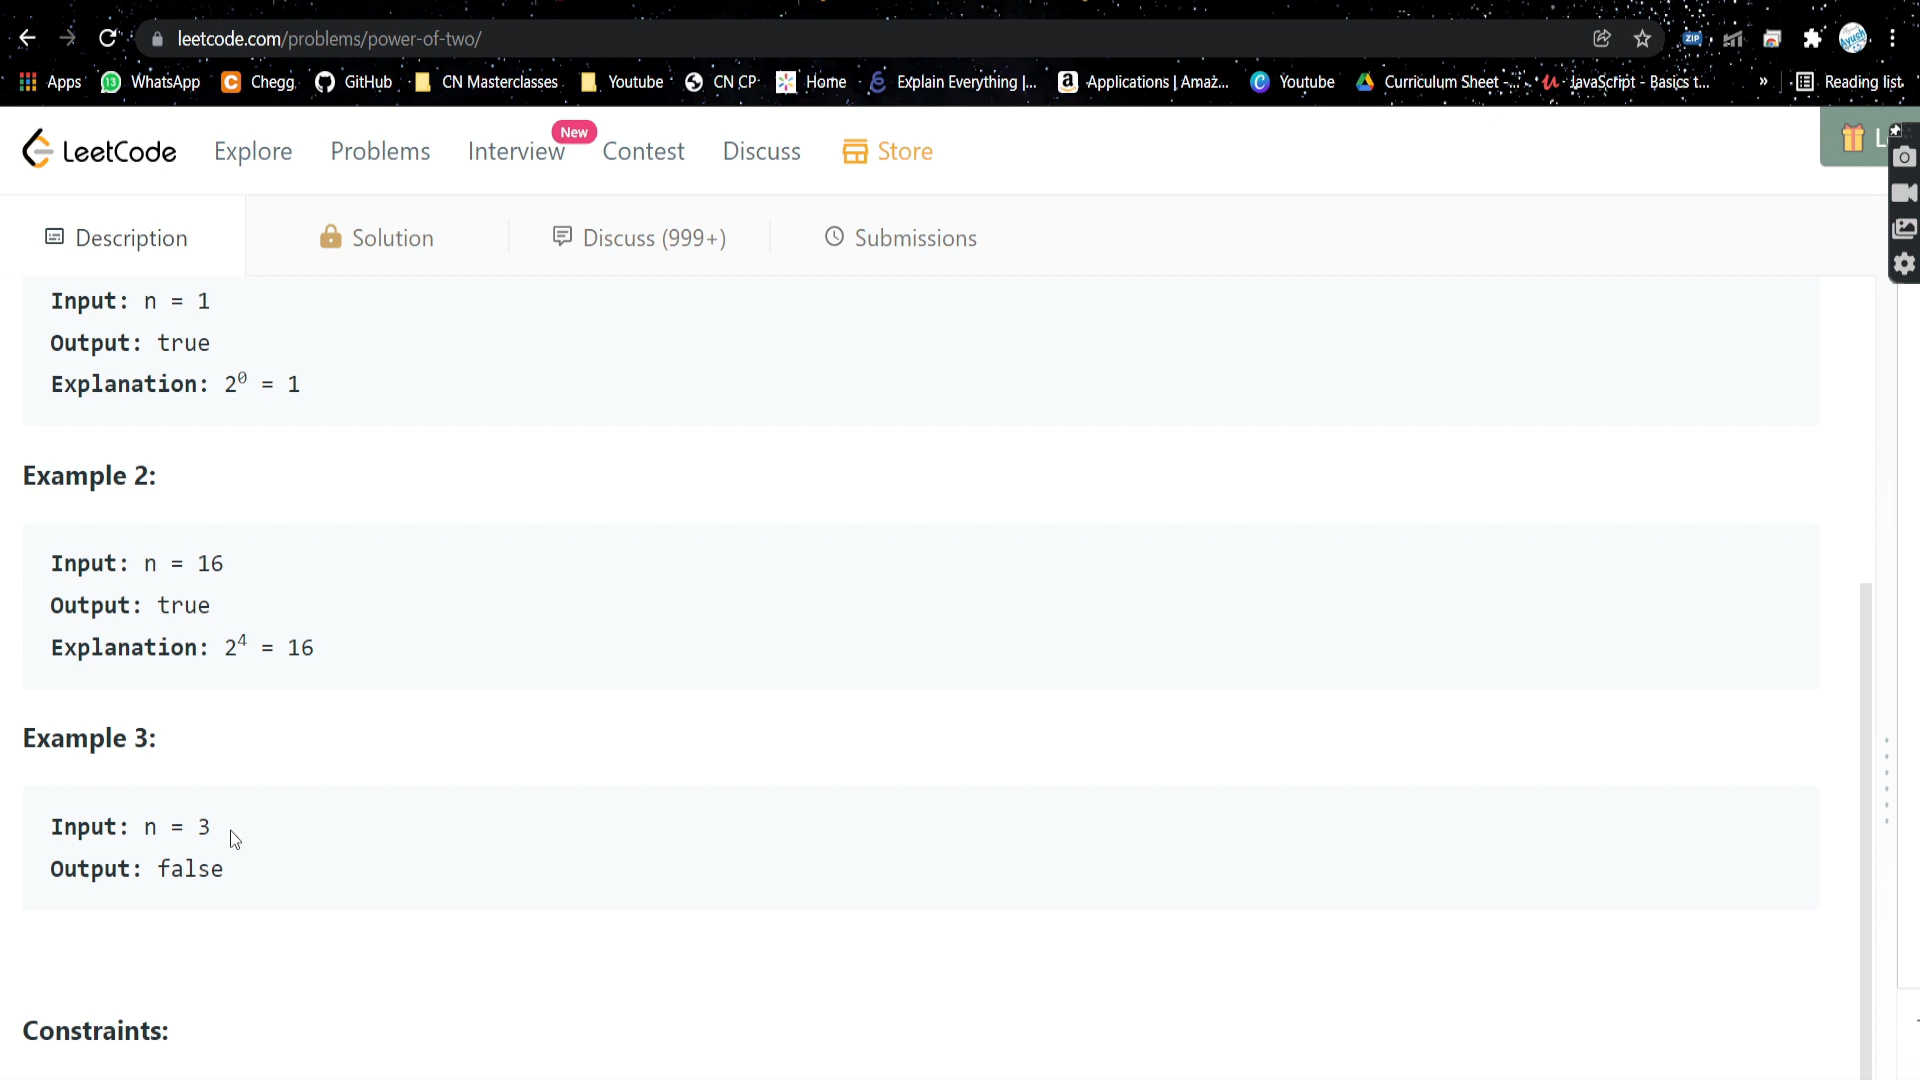 leetcode.com/problems/power-of-two/
ZIP
Ayush
Apps 13 WhatsApp Chegg GitHub CN Masterclasses Youtube CN CP Home Explain Everything |... Applications | Amaz... Youtube Curriculum Sheet -... JavaScript - Basics t... » Reading list
LeetCode Explore Problems Interview New Contest Discuss Store
Description Solution Discuss (999+) Submissions
Input: n = 1
Output: true
Explanation: 2⁰ = 1
Example 2:
Input: n = 16
Output: true
Explanation: 2⁴ = 16
Example 3:
Input: n = 3
Output: false
Constraints: